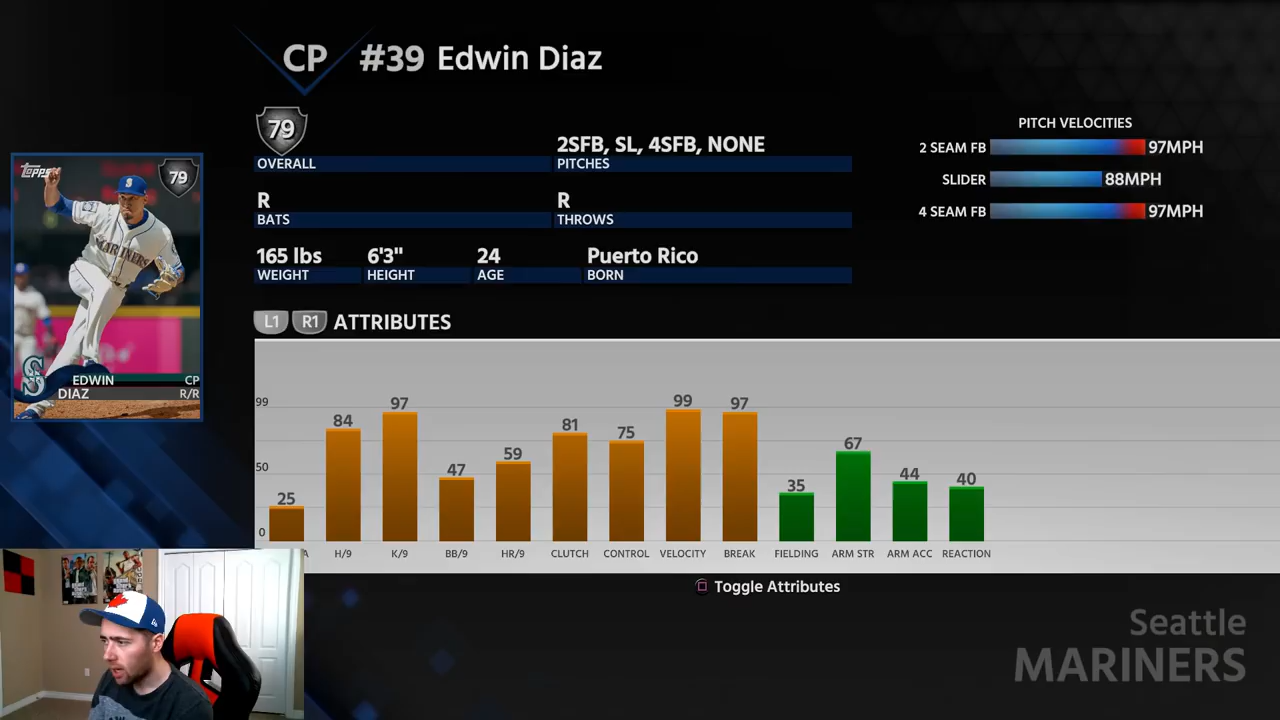 CP #39 Edwin Diaz
79
OVERALL
2SFB, SL, 4SFB, NONE
PITCHES
R
BATS
R
THROWS
165 lbs
WEIGHT
6'3"
HEIGHT
24
AGE
Puerto Rico
BORN
PITCH VELOCITIES
2 SEAM FB 97MPH
SLIDER 88MPH
4 SEAM FB 97MPH
Topps
79
MARINERS
S
EDWIN CP
DIAZ R/R
L1 R1 ATTRIBUTES
99
50
0
25 84 97 47 59 81 75 99 97 35 67 44 40
A H/9 K/9 BB/9 HR/9 CLUTCH CONTROL VELOCITY BREAK FIELDING ARM STR ARM ACC REACTION
Toggle Attributes
Seattle
MARINERS